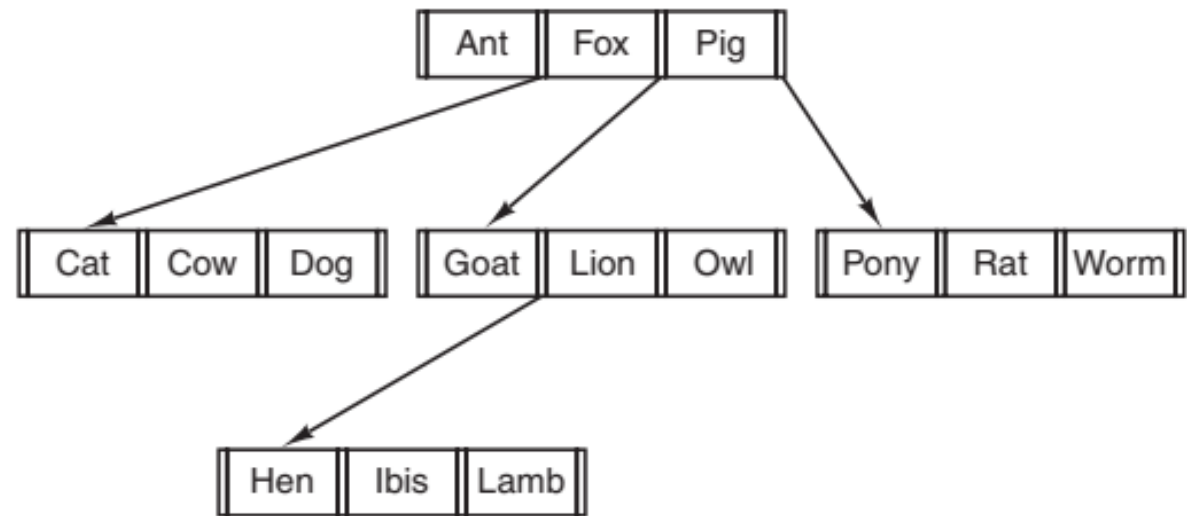 Ant Fox Pig
Cat Cow Dog Goat Lion Owl Pony Rat Worm
Hen Ibis Lamb